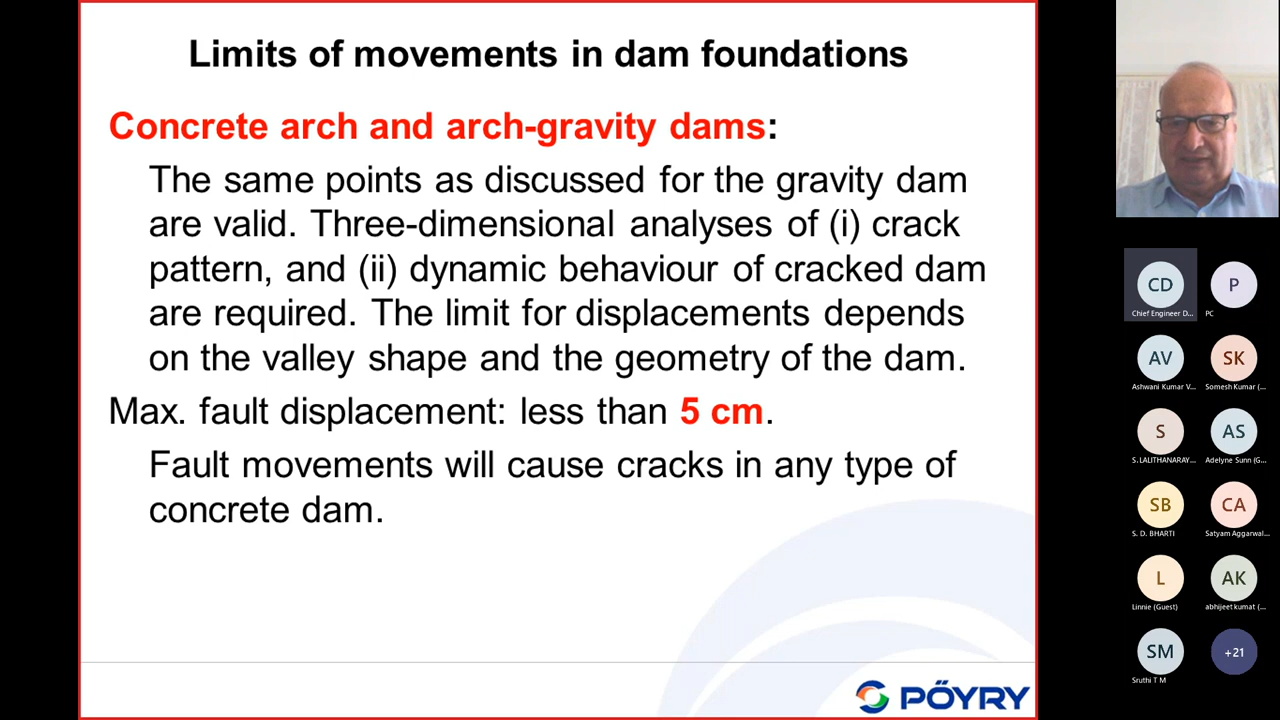 Limits of movements in dam foundations
Concrete arch and arch-gravity dams:
The same points as discussed for the gravity dam
are valid. Three-dimensional analyses of (i) crack
pattern, and (ii) dynamic behaviour of cracked dam
are required. The limit for displacements depends
on the valley shape and the geometry of the dam.
Max. fault displacement: less than 5 cm.
Fault movements will cause cracks in any type of
concrete dam.
PÖYRY
CD
P
Chief Engineer D...
PC
AV
SK
Ashwani Kumar V...
Somesh Kumar (...
S
AS
S. LALITHANARAY...
Adelyne Sunn (G...
SB
CA
S. D. BHARTI
Satyam Aggarwal...
L
AK
Linnie (Guest)
abhijeet kumat (...
SM
+21
Sruthi T M